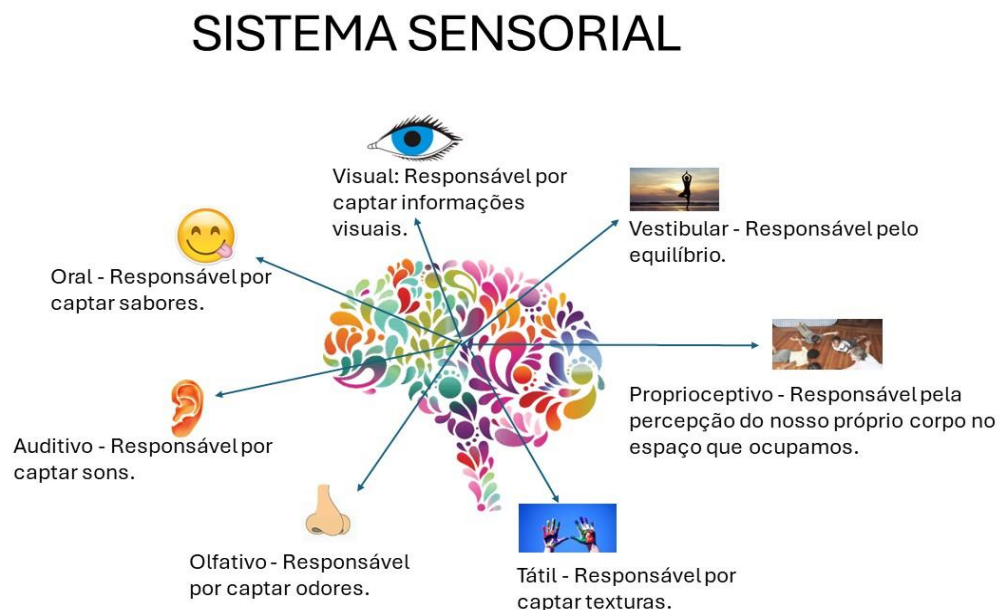 SISTEMA SENSORIAL
Visual: Responsável por
captar informações
visuais.
Vestibular - Responsável pelo
equilíbrio.
Oral - Responsável por
captar sabores.
Proprioceptivo - Responsável pela
percepção do nosso próprio corpo no
espaço que ocupamos.
Auditivo - Responsável por
captar sons.
Olfativo - Responsável
por captar odores.
Tátil - Responsável por
captar texturas.